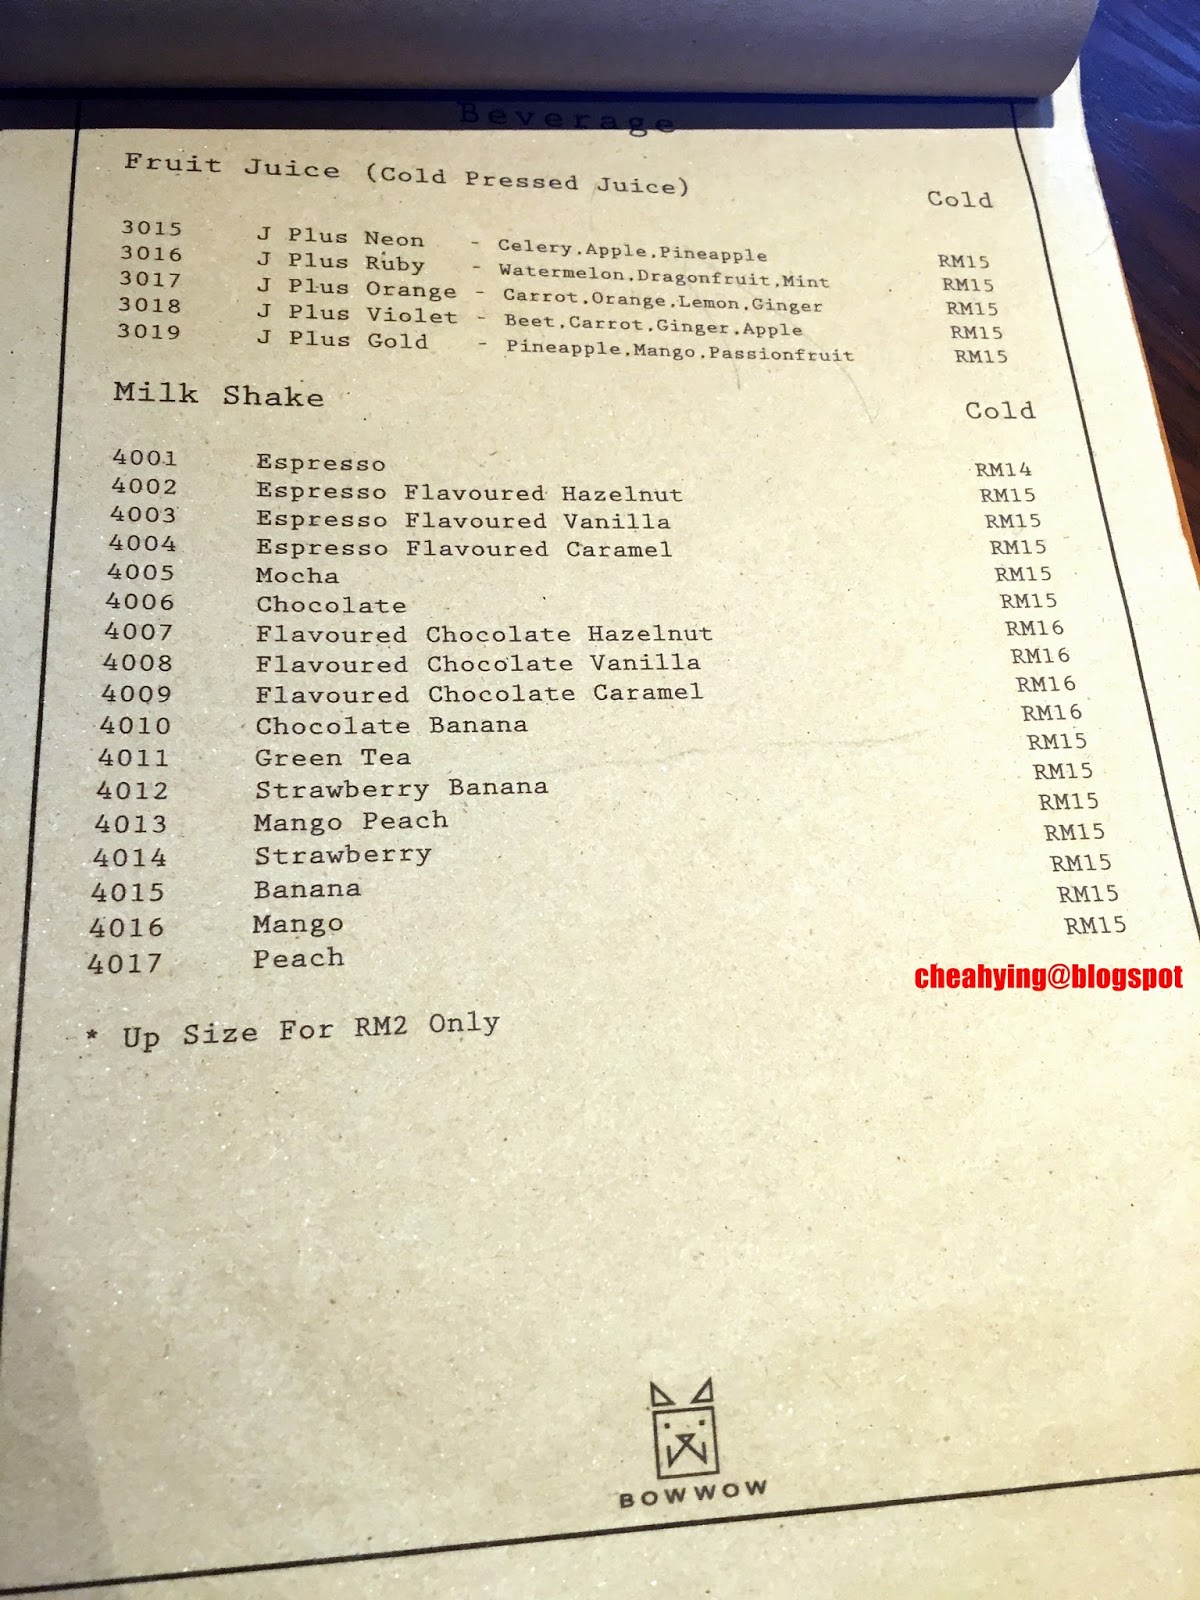 Beverage
Fruit Juice (Cold Pressed Juice) Cold
3015 J Plus Neon - Celery,Apple,Pineapple RM15
3016 J Plus Ruby - Watermelon,Dragonfruit,Mint RM15
3017 J Plus Orange - Carrot,Orange,Lemon,Ginger RM15
3018 J Plus Violet - Beet,Carrot,Ginger,Apple RM15
3019 J Plus Gold - Pineapple,Mango,Passionfruit RM15
Milk Shake Cold
4001 Espresso RM14
4002 Espresso Flavoured Hazelnut RM15
4003 Espresso Flavoured Vanilla RM15
4004 Espresso Flavoured Caramel RM15
4005 Mocha RM15
4006 Chocolate RM15
4007 Flavoured Chocolate Hazelnut RM16
4008 Flavoured Chocolate Vanilla RM16
4009 Flavoured Chocolate Caramel RM16
4010 Chocolate Banana RM16
4011 Green Tea RM15
4012 Strawberry Banana RM15
4013 Mango Peach RM15
4014 Strawberry RM15
4015 Banana RM15
4016 Mango RM15
4017 Peach RM15
cheahying@blogspot
* Up Size For RM2 Only
BOWWOW